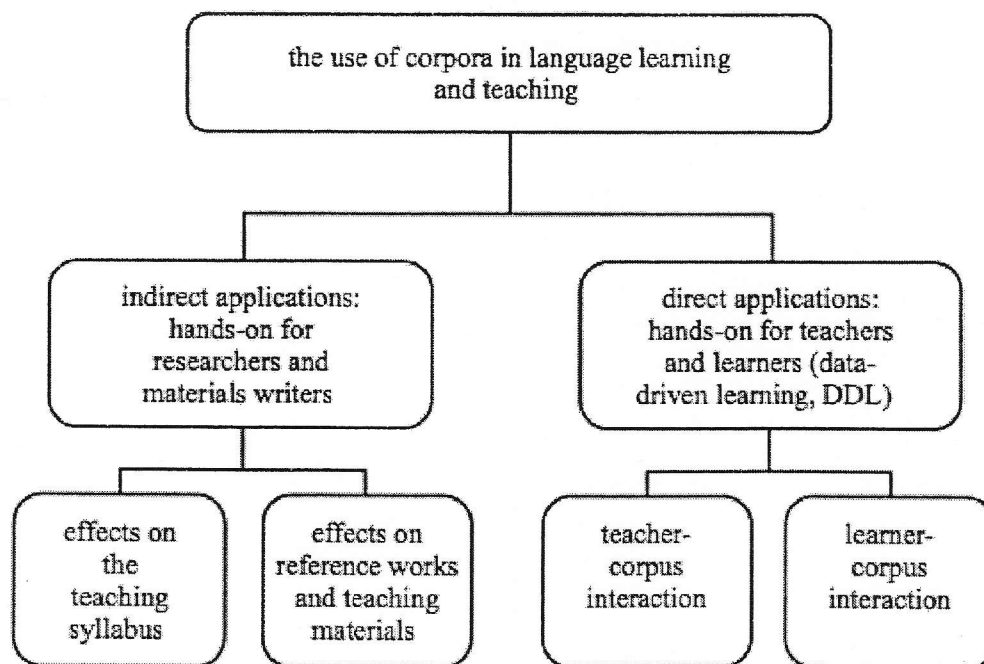 the use of corpora in language learning
and teaching
indirect applications:
hands-on for
researchers and
materials writers
direct applications:
hands-on for teachers
and learners (data-
driven learning, DDL)
effects on
the
teaching
syllabus
effects on
reference works
and teaching
materials
teacher-
corpus
interaction
learner-
corpus
interaction